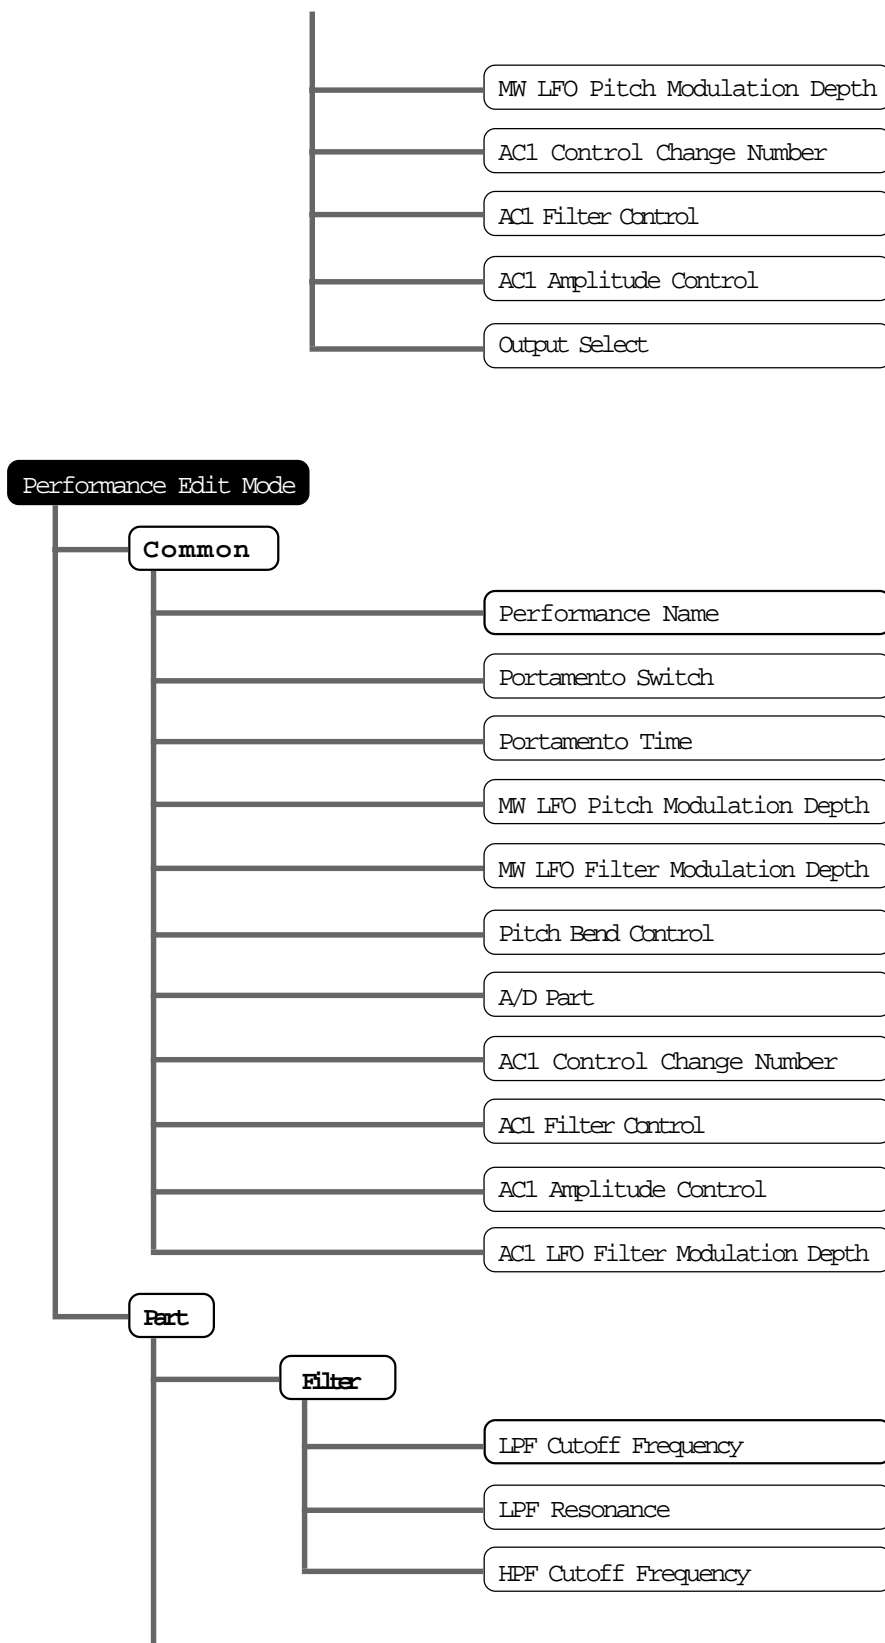 MW LFO Pitch Modulation Depth
AC1 Control Change Number
AC1 Filter Control
AC1 Amplitude Control
Output Select
Performance Edit Mode
Common
Performance Name
Portamento Switch
Portamento Time
MW LFO Pitch Modulation Depth
MW LFO Filter Modulation Depth
Pitch Bend Control
A/D Part
AC1 Control Change Number
AC1 Filter Control
AC1 Amplitude Control
AC1 LFO Filter Modulation Depth
Part
Filter
LPF Cutoff Frequency
LPF Resonance
HPF Cutoff Frequency